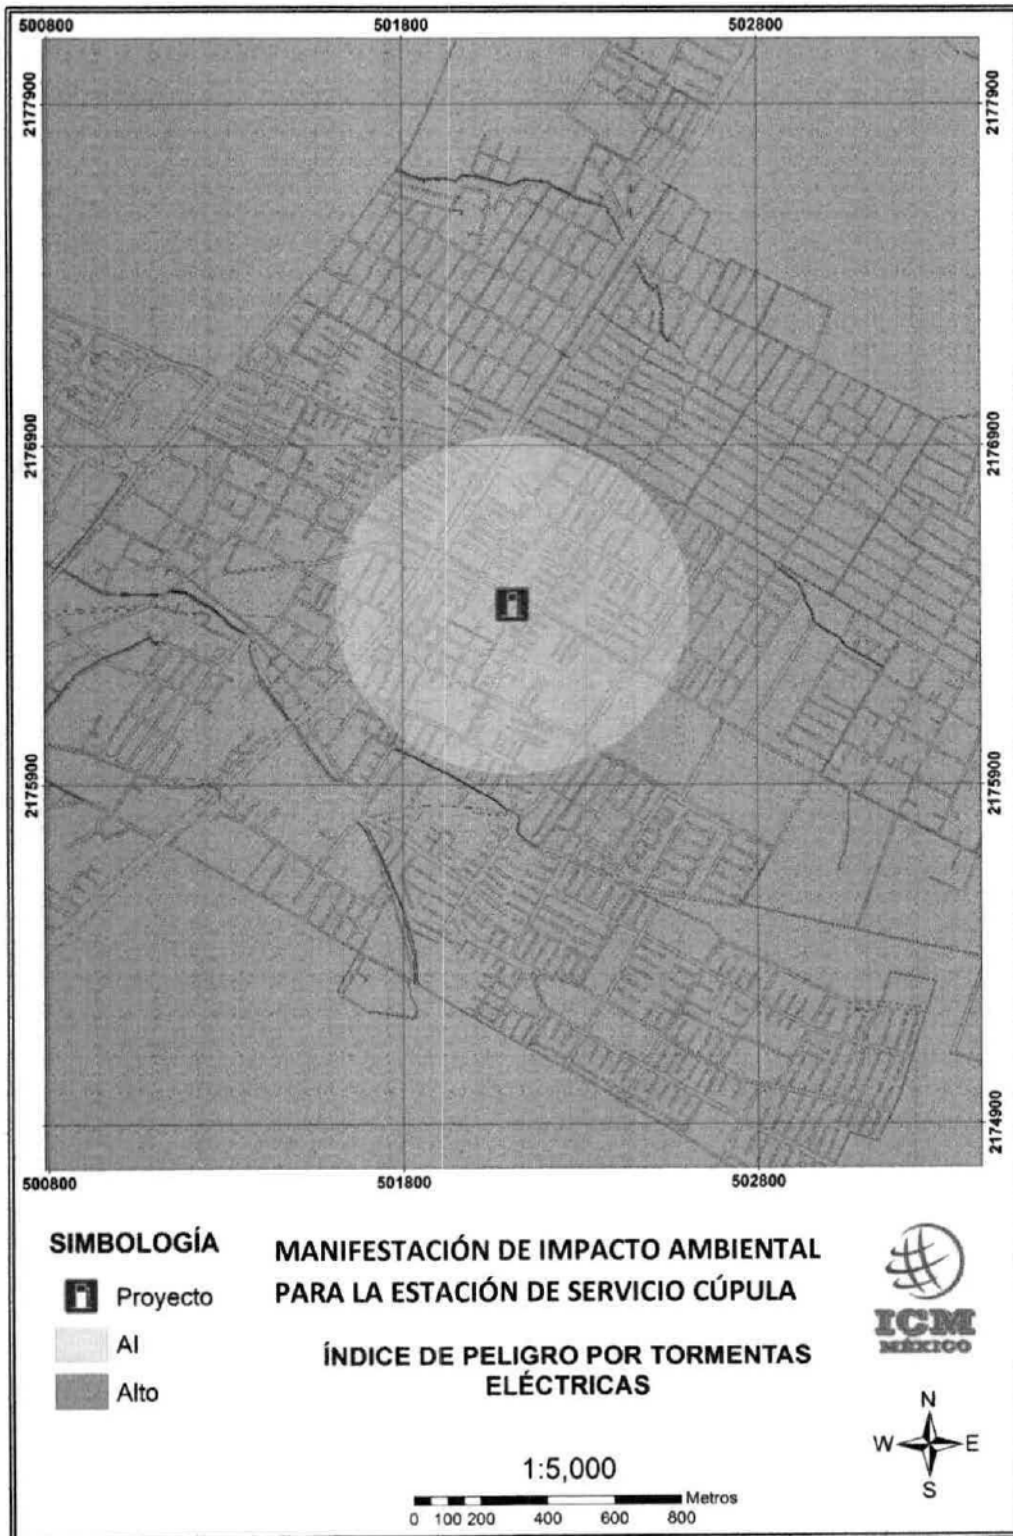 500800
501800
502800
2177900
2177900
2176900
2176900
2175900
2175900
2174900
500800
501800
502800
SIMBOLOGÍA
Proyecto
AI
Alto
MANIFESTACIÓN DE IMPACTO AMBIENTAL
PARA LA ESTACIÓN DE SERVICIO CÚPULA
ÍNDICE DE PELIGRO POR TORMENTAS
ELÉCTRICAS
ICM
MÉXICO
N
W E
S
1:5,000
Metros
0 100 200 400 600 800